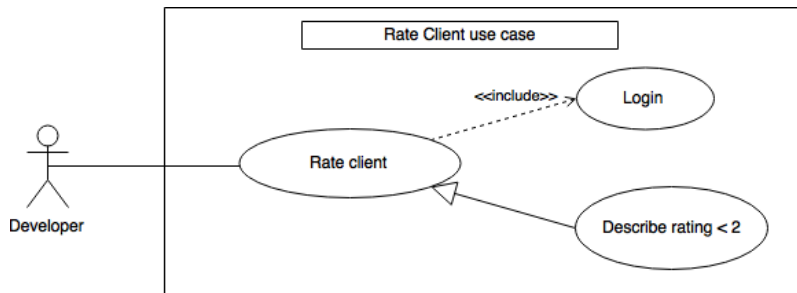 Rate Client use case
<<include>>
Login
Rate client
Developer
Describe rating < 2